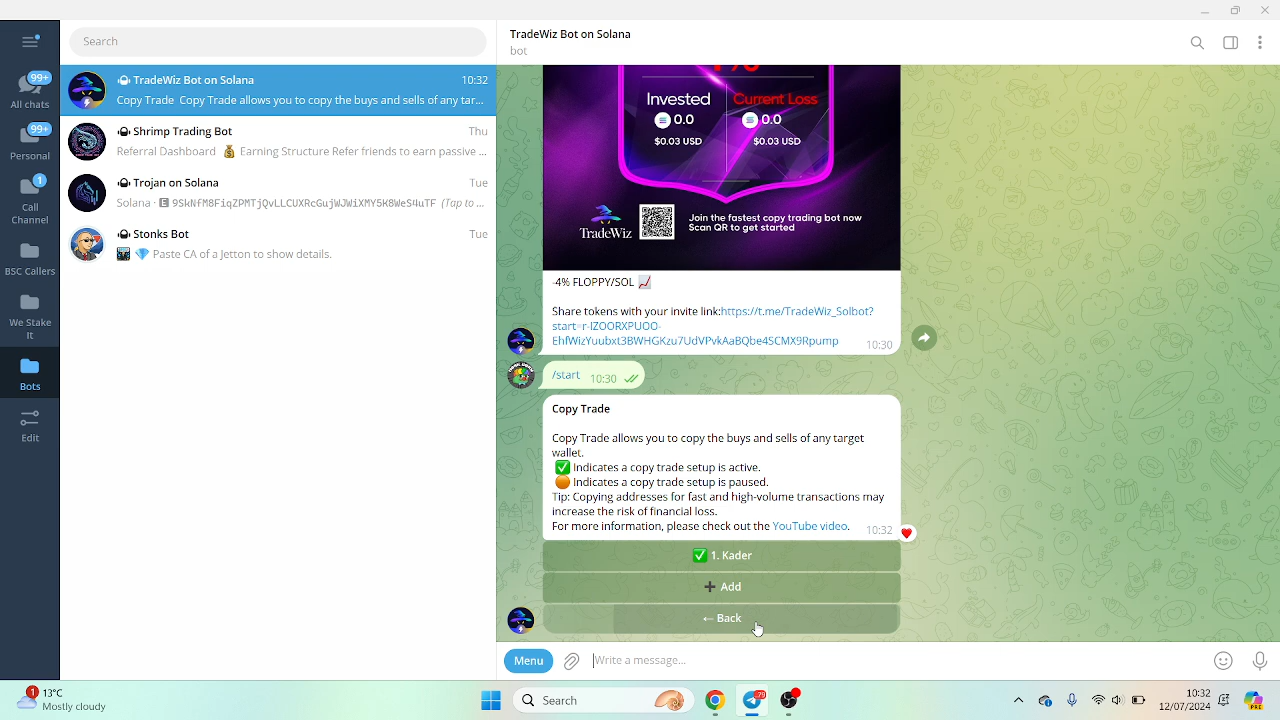 Search
TradeWiz Bot on Solana
bot
99+
All chats
99+
Personal
1
Call
Channel
BSC Callers
We Stake
It
Bots
Edit
TradeWiz Bot on Solana 10:32
Copy Trade Copy Trade allows you to copy the buys and sells of any tar...
Shrimp Trading Bot Thu
Referral Dashboard 💰 Earning Structure Refer friends to earn passive ...
Trojan on Solana Tue
Solana · 🄴 9SkNfM8FiqZPMTjQvLLCUXRcGujWJWiXMY5K8WeS4uTF (Tap to ...
Stonks Bot Tue
Paste CA of a Jetton to show details.
Invested Current Loss
0.0 0.0
$0.03 USD $0.03 USD
TradeWiz
Join the fastest copy trading bot now
Scan QR to get started
-4% FLOPPY/SOL 📈
Share tokens with your invite link:https://t.me/TradeWiz_Solbot?
start=r-IZOORXPUOO-
EhfWizYuubxt3BWHGKzu7UdVPvkAaBQbe4SCMX9Rpump 10:30
/start 10:30
Copy Trade
Copy Trade allows you to copy the buys and sells of any target
wallet.
✅ Indicates a copy trade setup is active.
🟠 Indicates a copy trade setup is paused.
Tip: Copying addresses for fast and high-volume transactions may
increase the risk of financial loss.
For more information, please check out the YouTube video. 10:32
✅ 1. Kader
➕ Add
← Back
Menu
Write a message...
1
13°C
Mostly cloudy
Search
79
10:32
12/07/2024
PRE